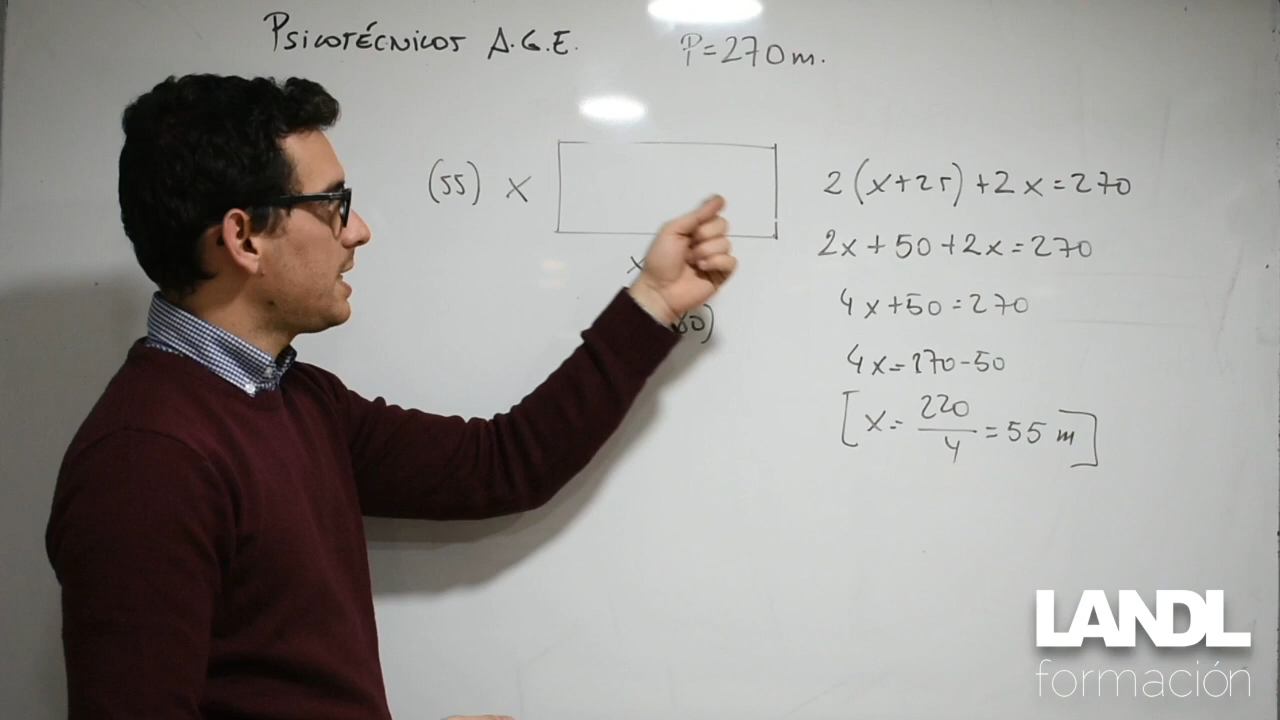 PSICOTÉCNICOS A.G.E.
P=270m.
(55) x
x
80)
2(x+25)+2x=270
2x+50+2x=270
4x+50=270
4x=270-50
[x= 220/4 =55 m]
LANDL
formación